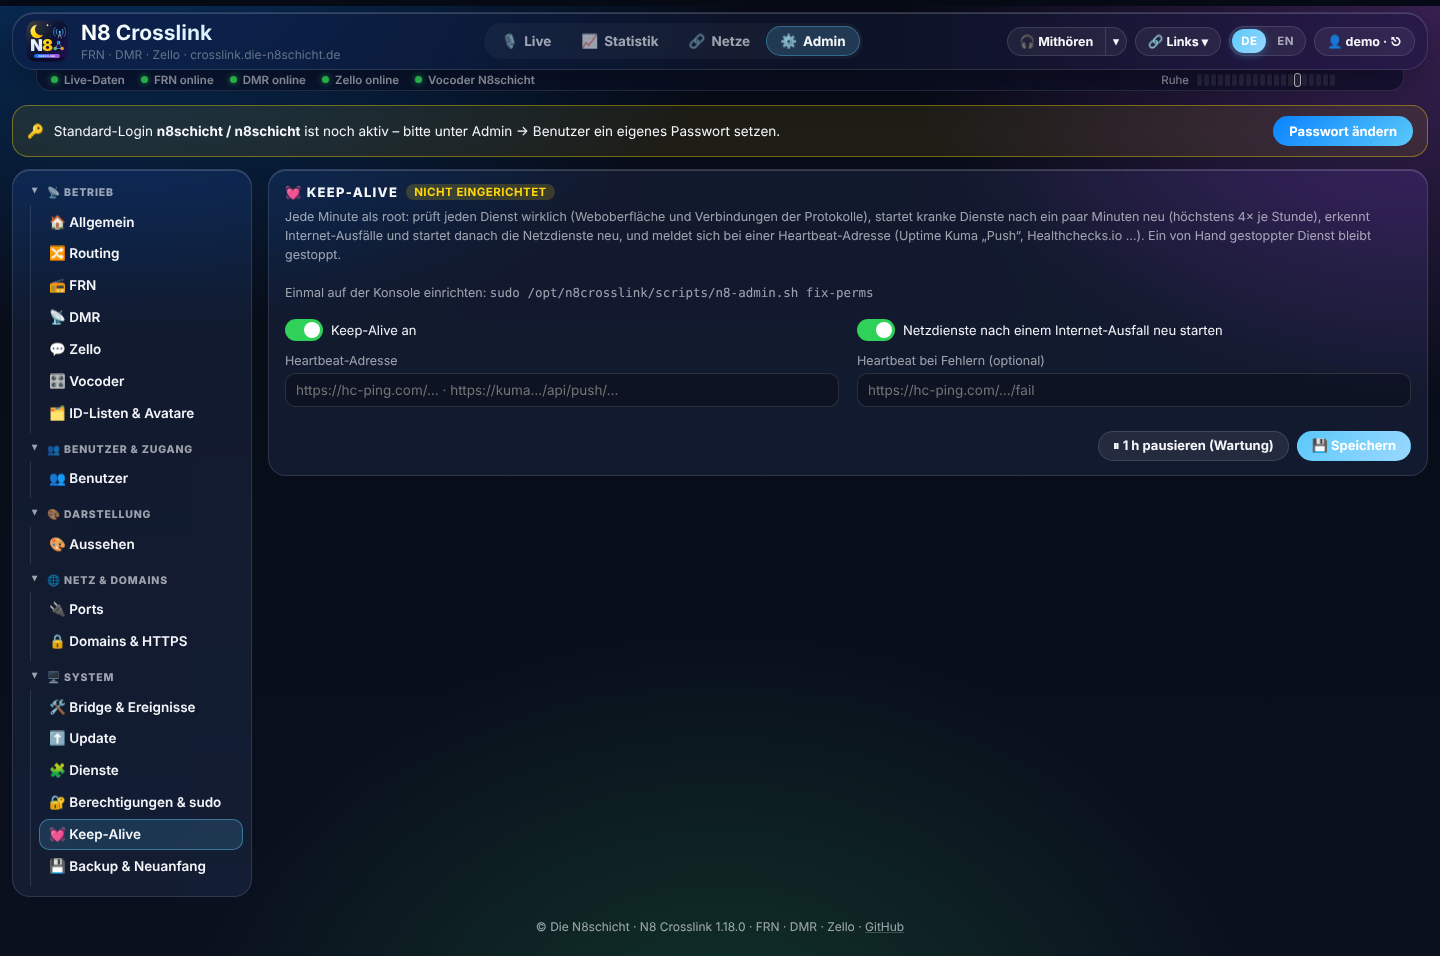 N8 Crosslink
FRN · DMR · Zello · crosslink.die-n8schicht.de
Live
Statistik
Netze
Admin
Mithören
Links
DE EN
demo ·
Live-Daten
FRN online
DMR online
Zello online
Vocoder N8schicht
Ruhe
Standard-Login n8schicht / n8schicht ist noch aktiv – bitte unter Admin → Benutzer ein eigenes Passwort setzen.
Passwort ändern
BETRIEB
Allgemein
Routing
FRN
DMR
Zello
Vocoder
ID-Listen & Avatare
BENUTZER & ZUGANG
Benutzer
DARSTELLUNG
Aussehen
NETZ & DOMAINS
Ports
Domains & HTTPS
SYSTEM
Bridge & Ereignisse
Update
Dienste
Berechtigungen & sudo
Keep-Alive
Backup & Neuanfang
KEEP-ALIVE NICHT EINGERICHTET
Jede Minute als root: prüft jeden Dienst wirklich (Weboberfläche und Verbindungen der Protokolle), startet kranke Dienste nach ein paar Minuten neu (höchstens 4× je Stunde), erkennt
Internet-Ausfälle und startet danach die Netzdienste neu, und meldet sich bei einer Heartbeat-Adresse (Uptime Kuma „Push“, Healthchecks.io …). Ein von Hand gestoppter Dienst bleibt
gestoppt.
Einmal auf der Konsole einrichten: sudo /opt/n8crosslink/scripts/n8-admin.sh fix-perms
Keep-Alive an
Netzdienste nach einem Internet-Ausfall neu starten
Heartbeat-Adresse
Heartbeat bei Fehlern (optional)
https://hc-ping.com/… · https://kuma…/api/push/…
https://hc-ping.com/…/fail
1 h pausieren (Wartung)
Speichern
© Die N8schicht · N8 Crosslink 1.18.0 · FRN · DMR · Zello · GitHub